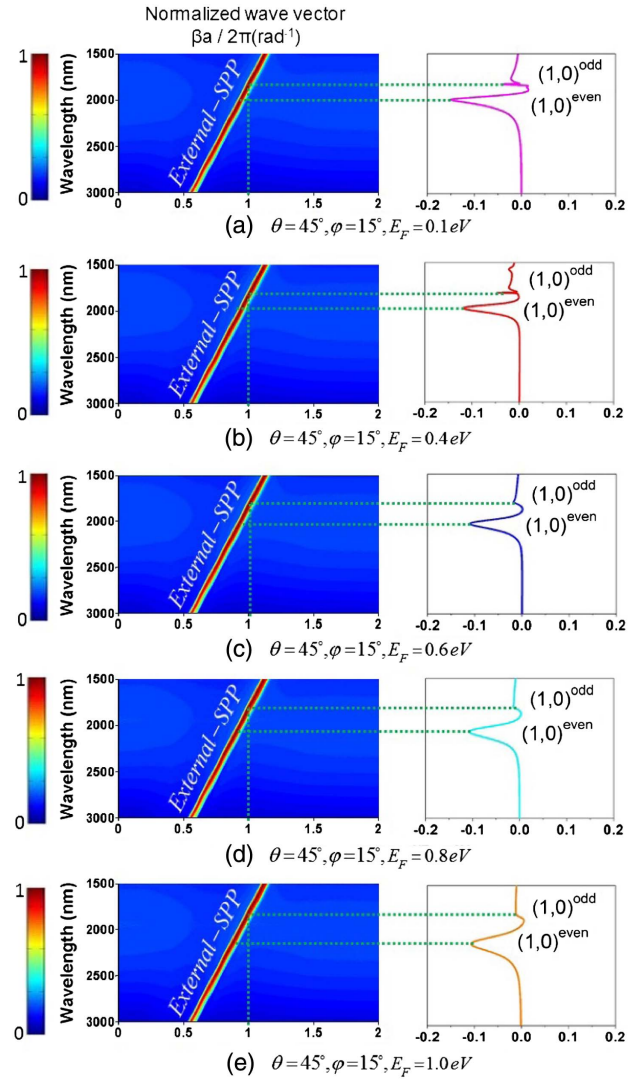 Normalized wave vector
βa / 2π(rad⁻¹)
1
0
Wavelength (nm)
1500
2000
2500
3000
External-SPP
0 0.5 1 1.5 2
(1,0)ᵒᵈᵈ
(1,0)ᵉᵛᵉⁿ
-0.2 -0.1 0.0 0.1 0.2
(a) θ = 45°, φ = 15°, E_F = 0.1eV
1
0
Wavelength (nm)
1500
2000
2500
3000
External-SPP
0 0.5 1 1.5 2
(1,0)ᵒᵈᵈ
(1,0)ᵉᵛᵉⁿ
-0.2 -0.1 0.0 0.1 0.2
(b) θ = 45°, φ = 15°, E_F = 0.4eV
1
0
Wavelength (nm)
1500
2000
2500
3000
External-SPP
0 0.5 1 1.5 2
(1,0)ᵒᵈᵈ
(1,0)ᵉᵛᵉⁿ
-0.2 -0.1 0.0 0.1 0.2
(c) θ = 45°, φ = 15°, E_F = 0.6eV
1
0
Wavelength (nm)
1500
2000
2500
3000
External-SPP
0 0.5 1 1.5 2
(1,0)ᵒᵈᵈ
(1,0)ᵉᵛᵉⁿ
-0.2 -0.1 0.0 0.1 0.2
(d) θ = 45°, φ = 15°, E_F = 0.8eV
1
0
Wavelength (nm)
1500
2000
2500
3000
External-SPP
0 0.5 1 1.5 2
(1,0)ᵒᵈᵈ
(1,0)ᵉᵛᵉⁿ
-0.2 -0.1 0.0 0.1 0.2
(e) θ = 45°, φ = 15°, E_F = 1.0eV